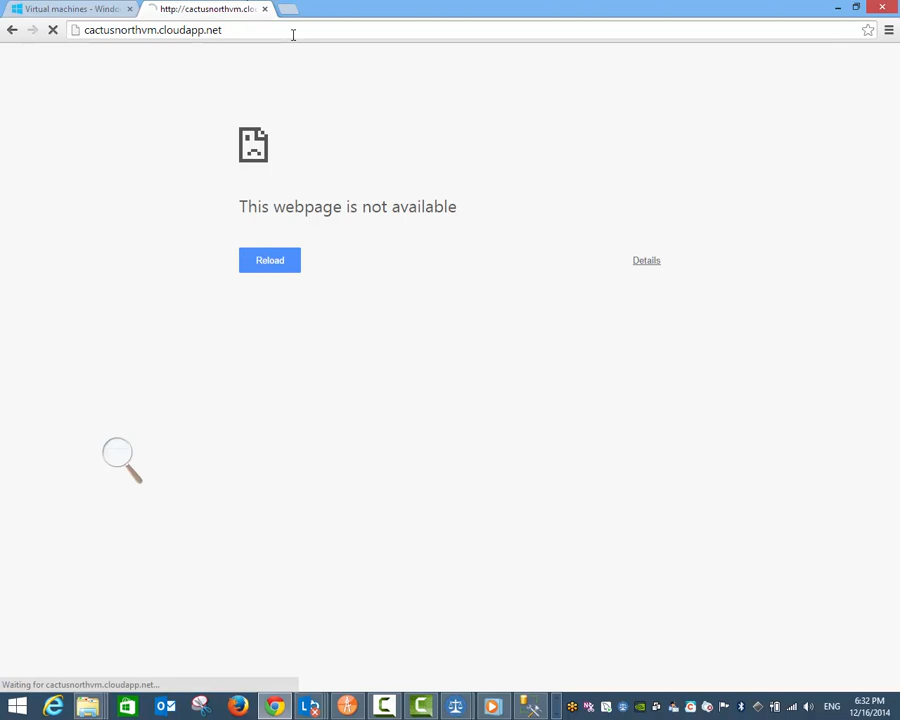 Virtual machines - Windo
http://cactusnorthvm.clo
cactusnorthvm.cloudapp.net
This webpage is not available
Reload
Details
Waiting for cactusnorthvm.cloudapp.net...
ENG
6:32 PM
12/16/2014